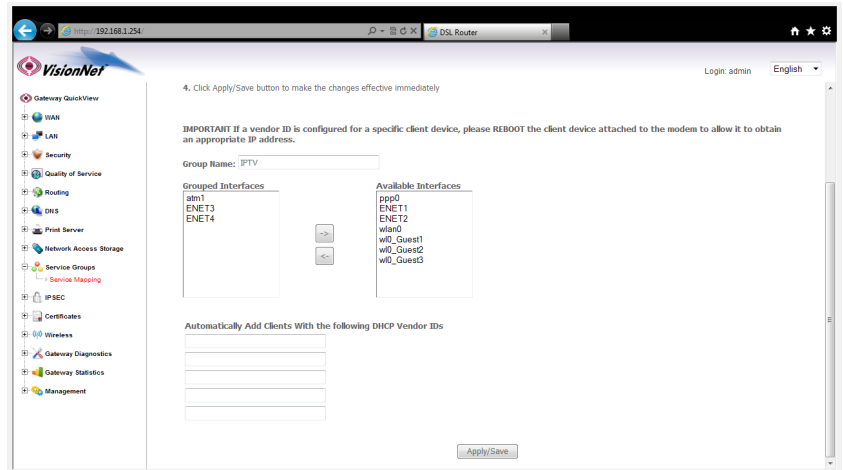 http://192.168.1.254/
DSL Router
VisionNet
Login: admin
English
Gateway QuickView
WAN
LAN
Security
Quality of Service
Routing
DNS
Print Server
Network Access Storage
Service Groups
Service Mapping
IPSEC
Certificates
Wireless
Gateway Diagnostics
Gateway Statistics
Management
4. Click Apply/Save button to make the changes effective immediately
IMPORTANT If a vendor ID is configured for a specific client device, please REBOOT the client device attached to the modem to allow it to obtain
an appropriate IP address.
Group Name: IPTV
Grouped Interfaces
atm1
ENET3
ENET4
->
<-
Available Interfaces
ppp0
ENET1
ENET2
wlan0
wl0_Guest1
wl0_Guest2
wl0_Guest3
Automatically Add Clients With the following DHCP Vendor IDs
Apply/Save